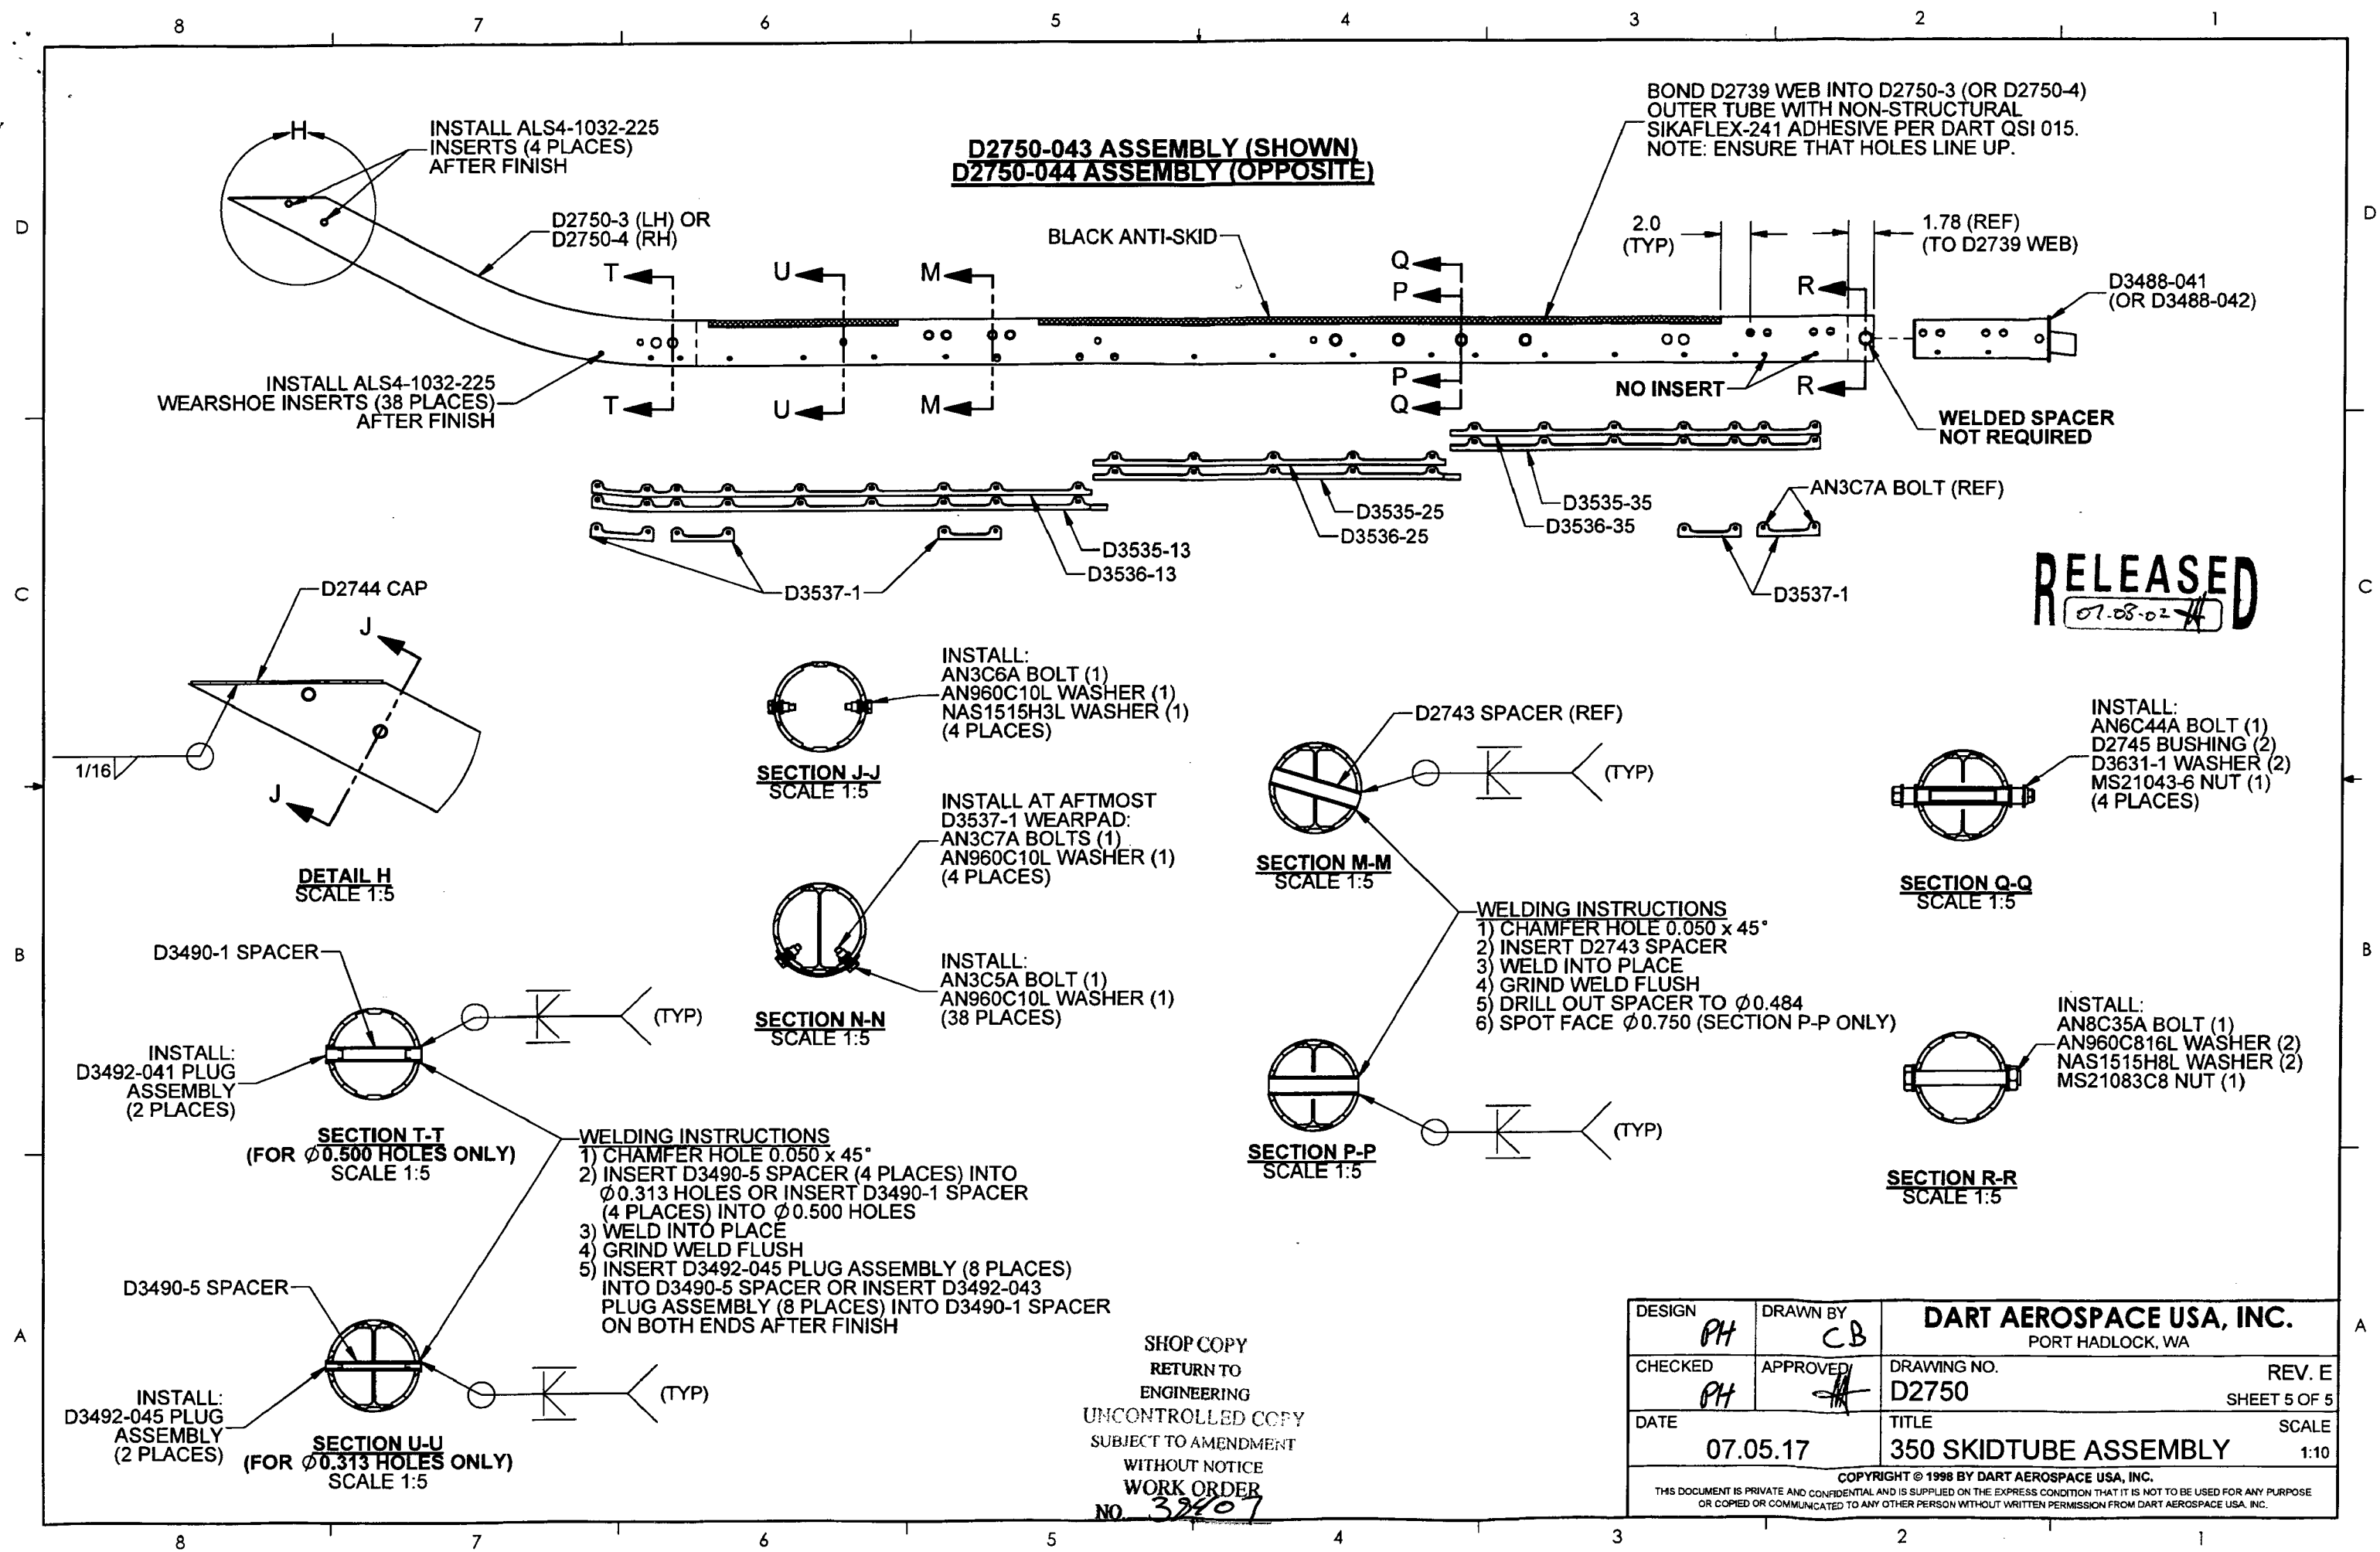 8 7 6 5 4 3 2 1
D
D
C
C
B
B
A
A
H
INSTALL ALS4-1032-225
INSERTS (4 PLACES)
AFTER FINISH
D2750-043 ASSEMBLY (SHOWN)
D2750-044 ASSEMBLY (OPPOSITE)
BOND D2739 WEB INTO D2750-3 (OR D2750-4)
OUTER TUBE WITH NON-STRUCTURAL
SIKAFLEX-241 ADHESIVE PER DART QSI 015.
NOTE: ENSURE THAT HOLES LINE UP.
D2750-3 (LH) OR
D2750-4 (RH)
BLACK ANTI-SKID
2.0
(TYP)
1.78 (REF)
(TO D2739 WEB)
D3488-041
(OR D3488-042)
T
U
M
Q
P
R
T
U
M
P
Q
R
INSTALL ALS4-1032-225
WEARSHOE INSERTS (38 PLACES)
AFTER FINISH
NO INSERT
WELDED SPACER
NOT REQUIRED
D3535-13
D3536-13
D3537-1
D3535-25
D3536-25
D3535-35
D3536-35
AN3C7A BOLT (REF)
D3537-1
RELEASED
07-08-02
D2744 CAP
J
J
1/16
DETAIL H
SCALE 1:5
INSTALL:
AN3C6A BOLT (1)
AN960C10L WASHER (1)
NAS1515H3L WASHER (1)
(4 PLACES)
SECTION J-J
SCALE 1:5
INSTALL AT AFTMOST
D3537-1 WEARPAD:
AN3C7A BOLTS (1)
AN960C10L WASHER (1)
(4 PLACES)
INSTALL:
AN3C5A BOLT (1)
AN960C10L WASHER (1)
(38 PLACES)
SECTION N-N
SCALE 1:5
D2743 SPACER (REF)
K
(TYP)
SECTION M-M
SCALE 1:5
WELDING INSTRUCTIONS
1) CHAMFER HOLE 0.050 x 45°
2) INSERT D2743 SPACER
3) WELD INTO PLACE
4) GRIND WELD FLUSH
5) DRILL OUT SPACER TO Ø0.484
6) SPOT FACE Ø0.750 (SECTION P-P ONLY)
K
(TYP)
SECTION P-P
SCALE 1:5
INSTALL:
AN6C44A BOLT (1)
D2745 BUSHING (2)
D3631-1 WASHER (2)
MS21043-6 NUT (1)
(4 PLACES)
SECTION Q-Q
SCALE 1:5
INSTALL:
AN8C35A BOLT (1)
AN960C816L WASHER (2)
NAS1515H8L WASHER (2)
MS21083C8 NUT (1)
SECTION R-R
SCALE 1:5
D3490-1 SPACER
K
(TYP)
INSTALL:
D3492-041 PLUG
ASSEMBLY
(2 PLACES)
SECTION T-T
(FOR Ø0.500 HOLES ONLY)
SCALE 1:5
WELDING INSTRUCTIONS
1) CHAMFER HOLE 0.050 x 45°
2) INSERT D3490-5 SPACER (4 PLACES) INTO
Ø0.313 HOLES OR INSERT D3490-1 SPACER
(4 PLACES) INTO Ø0.500 HOLES
3) WELD INTO PLACE
4) GRIND WELD FLUSH
5) INSERT D3492-045 PLUG ASSEMBLY (8 PLACES)
INTO D3490-5 SPACER OR INSERT D3492-043
PLUG ASSEMBLY (8 PLACES) INTO D3490-1 SPACER
ON BOTH ENDS AFTER FINISH
D3490-5 SPACER
K
(TYP)
INSTALL:
D3492-045 PLUG
ASSEMBLY
(2 PLACES)
SECTION U-U
(FOR Ø0.313 HOLES ONLY)
SCALE 1:5
SHOP COPY
RETURN TO
ENGINEERING
UNCONTROLLED COPY
SUBJECT TO AMENDMENT
WITHOUT NOTICE
WORK ORDER
NO.
DESIGN
PH
DRAWN BY
CB
DART AEROSPACE USA, INC.
PORT HADLOCK, WA
CHECKED
PH
APPROVED
DRAWING NO.
D2750
REV. E
SHEET 5 OF 5
DATE
07.05.17
TITLE
350 SKIDTUBE ASSEMBLY
SCALE
1:10
COPYRIGHT © 1998 BY DART AEROSPACE USA, INC.
THIS DOCUMENT IS PRIVATE AND CONFIDENTIAL AND IS SUPPLIED ON THE EXPRESS CONDITION THAT IT IS NOT TO BE USED FOR ANY PURPOSE
OR COPIED OR COMMUNICATED TO ANY OTHER PERSON WITHOUT WRITTEN PERMISSION FROM DART AEROSPACE USA, INC.
8 7 6 5 4 3 2 1